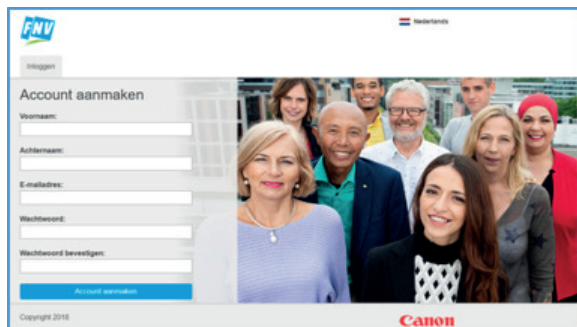 FNV
Nederlands
Inloggen
Account aanmaken
Voornaam:
Achternaam:
E-mailadres:
Wachtwoord:
Wachtwoord bevestigen:
Account aanmaken
Copyright 2018
Canon